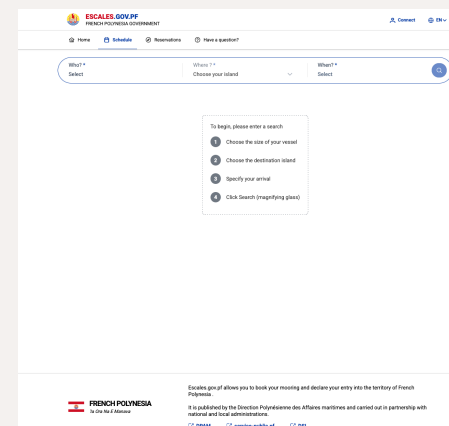 ESCALES.GOV.PF
FRENCH POLYNESIA GOVERNMENT
Connect
EN
Home
Schedule
Reservations
Have a question?
Who? *
Select
Where ? *
Choose your island
When? *
Select
To begin, please enter a search
1 Choose the size of your vessel
2 Choose the destination island
3 Specify your arrival
4 Click Search (magnifying glass)
FRENCH POLYNESIA
Ia Ora Na E Manava
Escales.gov.pf allows you to book your mooring and declare your entry into the territory of French
Polynesia .
It is published by the Direction Polynésienne des Affaires maritimes and carried out in partnership with
national and local administrations.